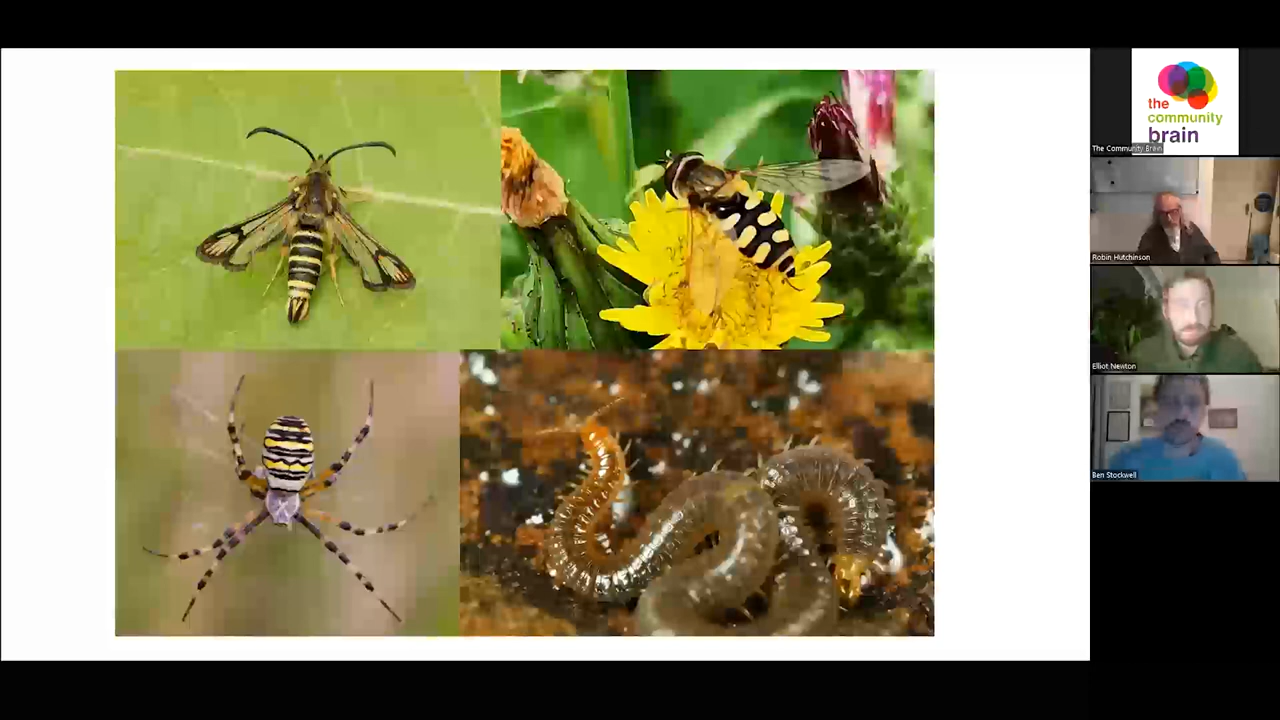 the
community
brain
The Community Brain
Robin Hutchinson
Elliot Newton
Ben Stockwell